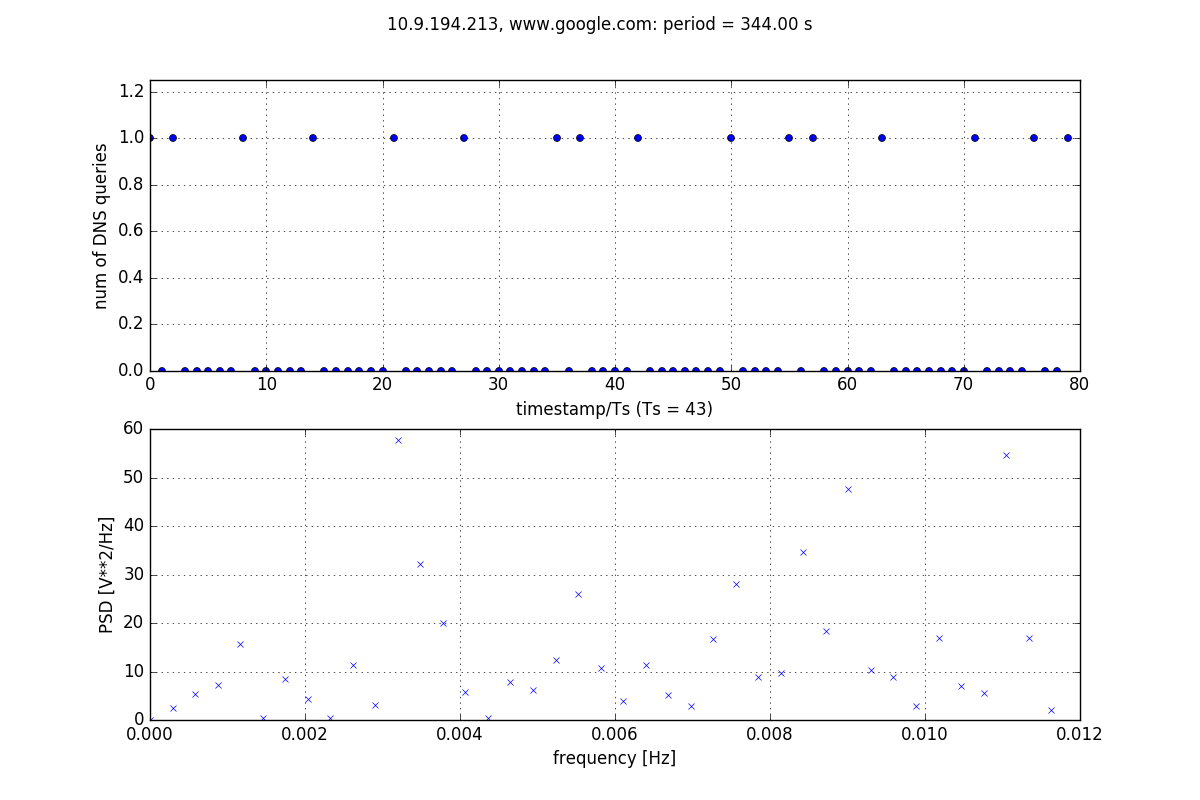 10.9.194.213, www.google.com: period = 344.00 s
1.2
1.0
0.8
0.6
0.4
0.2
0.0
num of DNS queries
0 10 20 30 40 50 60 70 80
timestamp/Ts (Ts = 43)
60
50
40
30
20
10
0
PSD [V**2/Hz]
0.000 0.002 0.004 0.006 0.008 0.010 0.012
frequency [Hz]